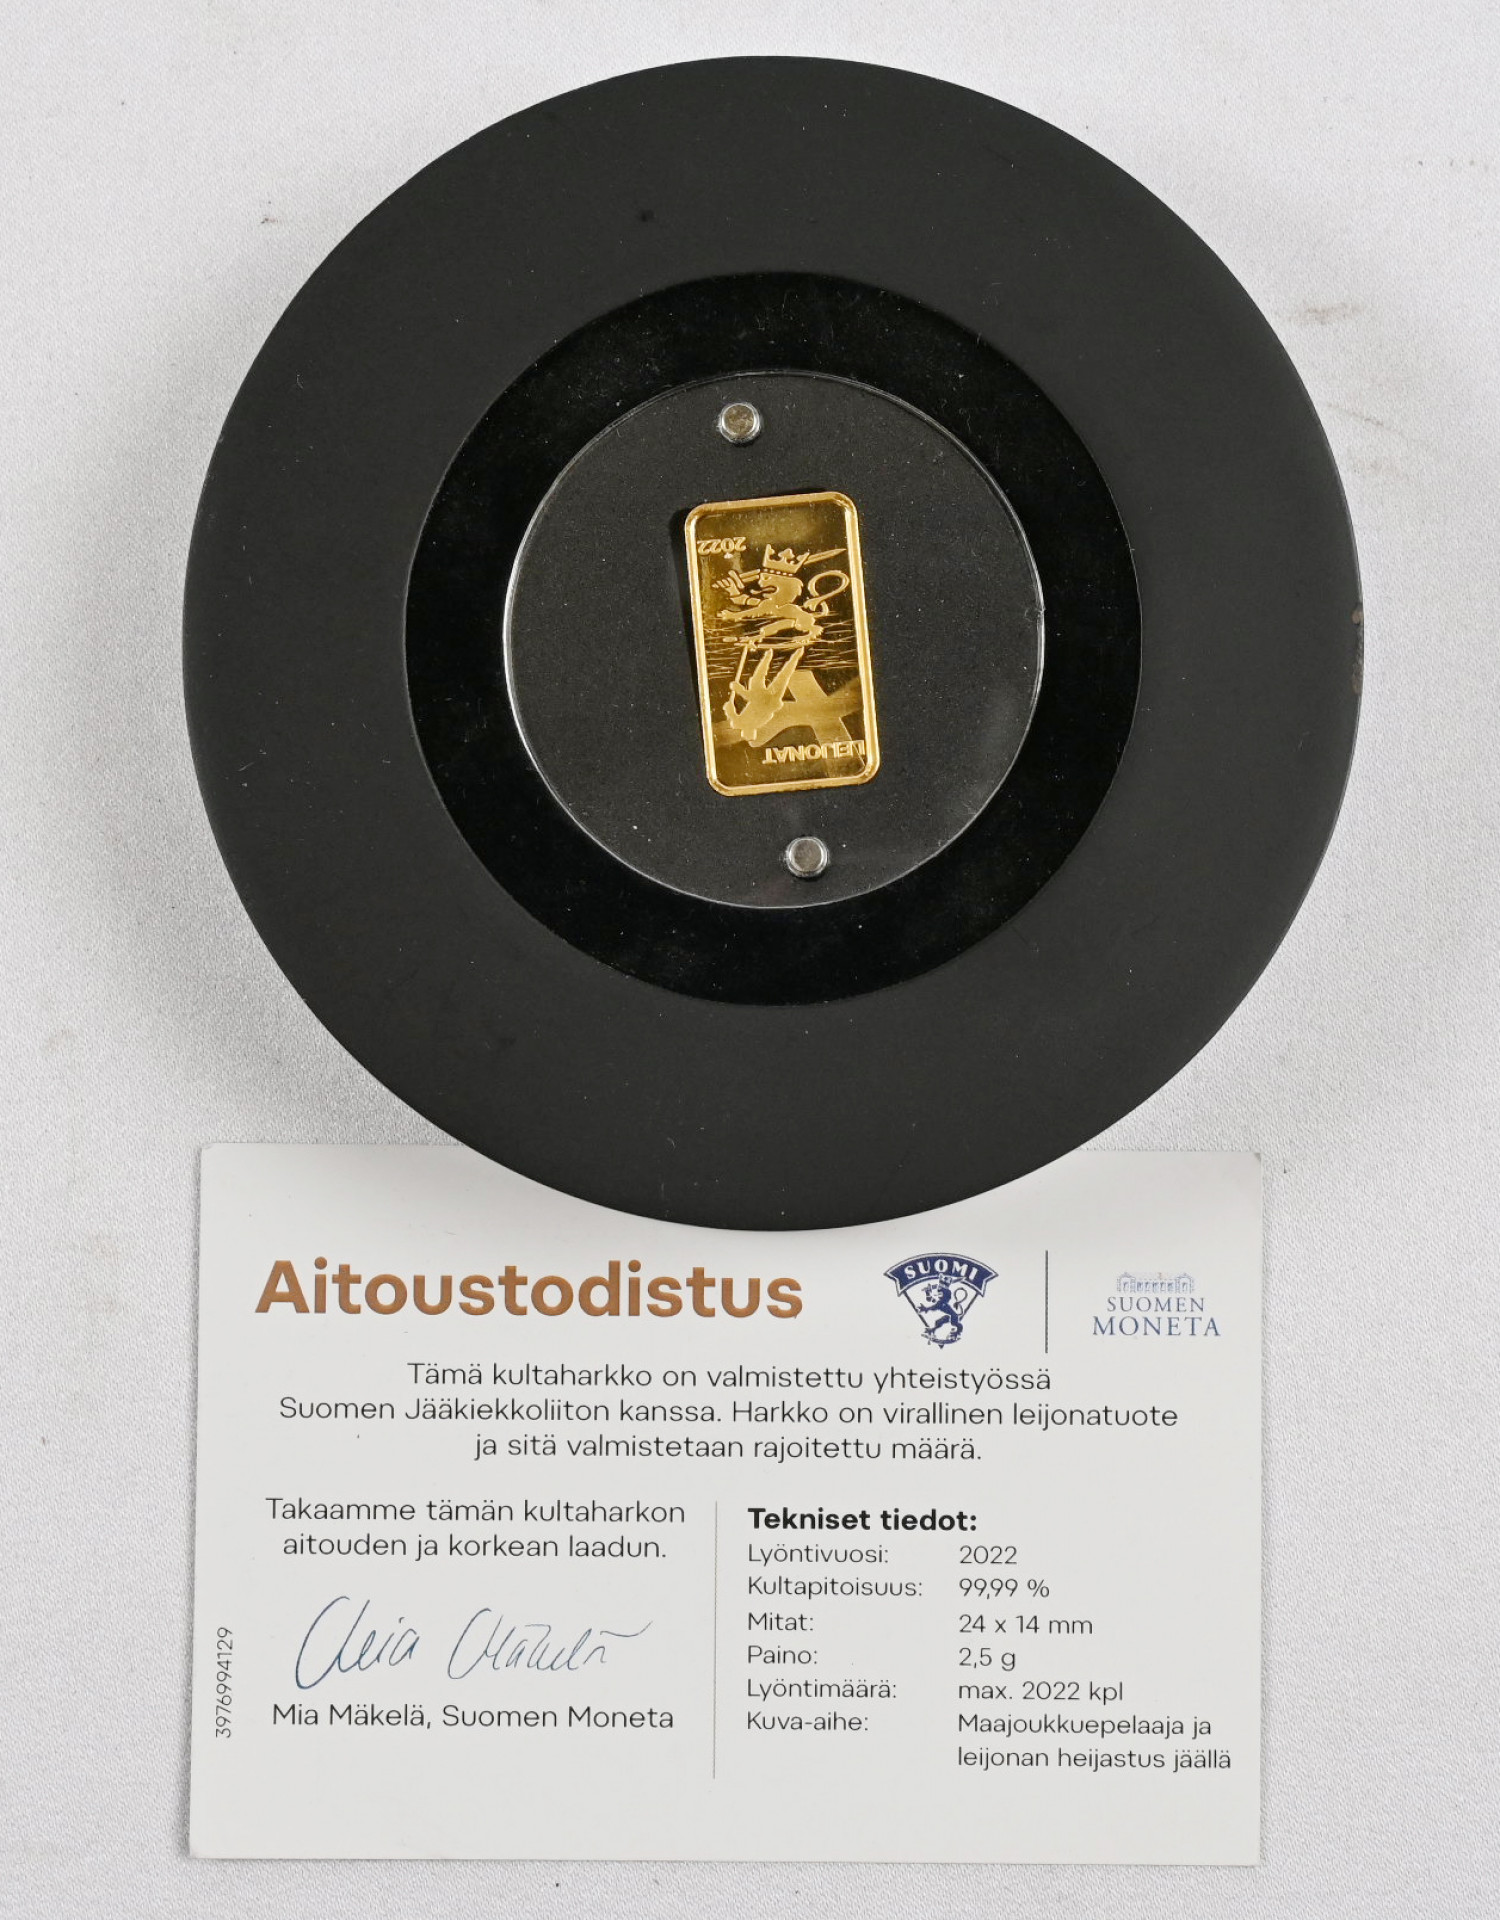 2022
LEIJONAT
Aitoustodistus
SUOMI
SUOMEN
MONETA
Tämä kultaharkko on valmistettu yhteistyössä
Suomen Jääkiekkoliiton kanssa. Harkko on virallinen leijonatuote
ja sitä valmistetaan rajoitettu määrä.
Takaamme tämän kultaharkon
aitouden ja korkean laadun.
Mia Mäkelä
Mia Mäkelä, Suomen Moneta
3976994129
Tekniset tiedot:
Lyöntivuosi: 2022
Kultapitoisuus: 99,99 %
Mitat: 24 x 14 mm
Paino: 2,5 g
Lyöntimäärä: max. 2022 kpl
Kuva-aihe: Maajoukkuepelaaja ja
leijonan heijastus jäällä